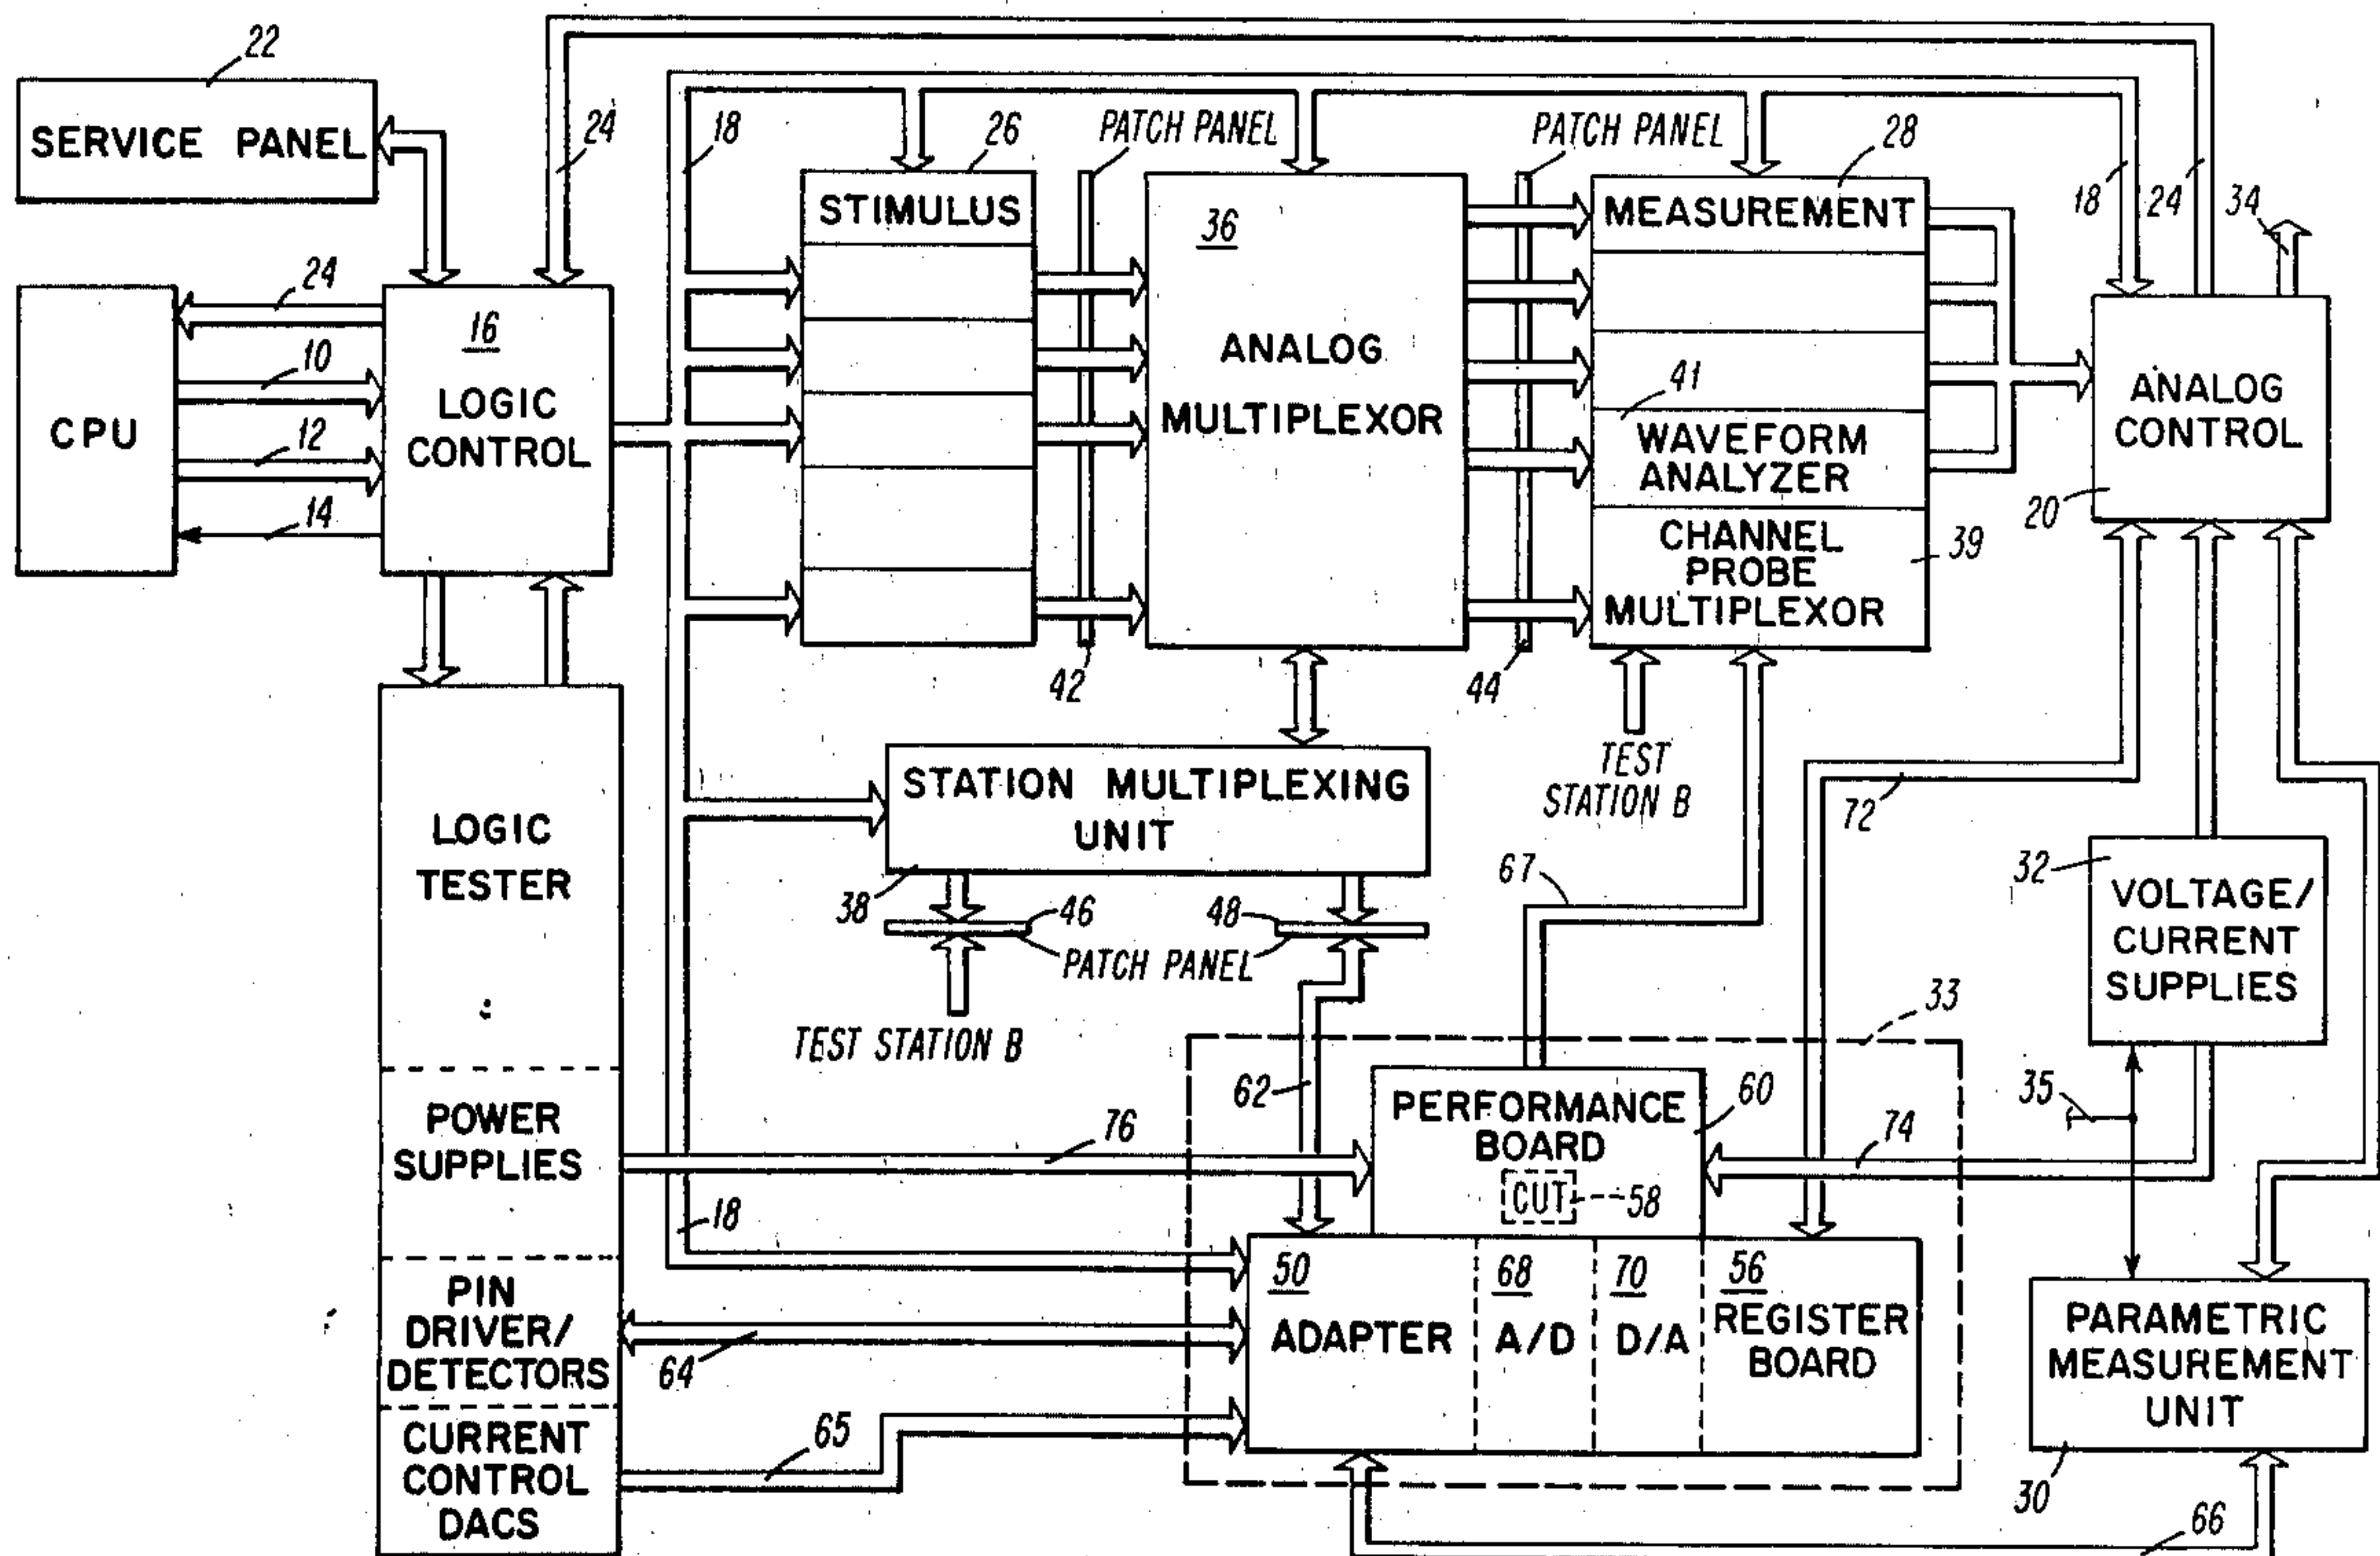 22
SERVICE PANEL
24
18
26
PATCH PANEL
PATCH PANEL
28
18
24
34
STIMULUS
36
ANALOG
MULTIPLEXOR
MEASUREMENT
41
WAVEFORM
ANALYZER
CHANNEL
PROBE
MULTIPLEXOR
39
ANALOG
CONTROL
20
24
10
12
14
CPU
16
LOGIC
CONTROL
42
44
TEST
STATION B
72
STATION MULTIPLEXING
UNIT
38
46
48
PATCH PANEL
TEST STATION B
67
32
VOLTAGE/
CURRENT
SUPPLIES
33
35
LOGIC
TESTER
POWER
SUPPLIES
PIN
DRIVER/
DETECTORS
CURRENT
CONTROL
DACS
76
62
PERFORMANCE
BOARD
60
CUT
58
74
18
64
65
50
ADAPTER
68
A/D
70
D/A
56
REGISTER
BOARD
PARAMETRIC
MEASUREMENT
UNIT
30
66